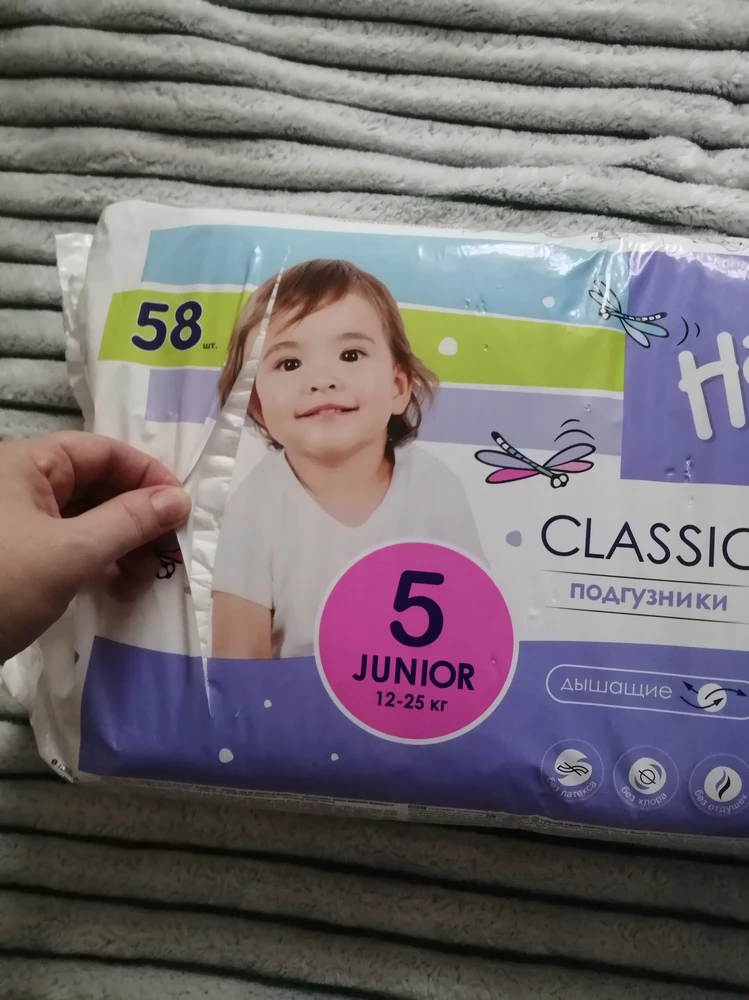 58
шт.
CLASSIC
подгузники
5
JUNIOR
12-25 кг
дышащие
без латекса
без хлора
без отдушек